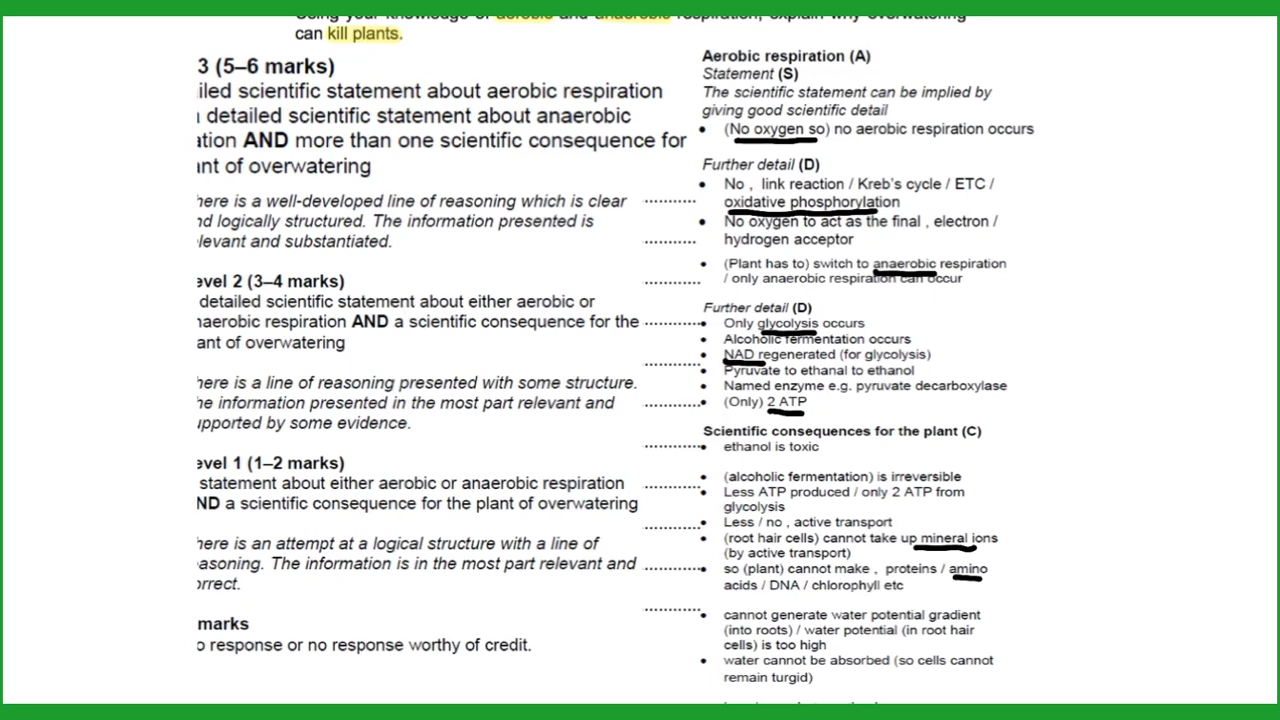 Using your knowledge of aerobic and anaerobic respiration, explain why overwatering
can kill plants.
3 (5–6 marks)
iled scientific statement about aerobic respiration
detailed scientific statement about anaerobic
ation AND more than one scientific consequence for
ant of overwatering
here is a well-developed line of reasoning which is clear
nd logically structured. The information presented is
levant and substantiated.
evel 2 (3–4 marks)
detailed scientific statement about either aerobic or
naerobic respiration AND a scientific consequence for the
ant of overwatering
here is a line of reasoning presented with some structure.
he information presented in the most part relevant and
upported by some evidence.
evel 1 (1–2 marks)
statement about either aerobic or anaerobic respiration
ND a scientific consequence for the plant of overwatering
here is an attempt at a logical structure with a line of
easoning. The information is in the most part relevant and
orrect.
marks
o response or no response worthy of credit.
Aerobic respiration (A)
Statement (S)
The scientific statement can be implied by
giving good scientific detail
• (No oxygen so) no aerobic respiration occurs
Further detail (D)
• No , link reaction / Kreb's cycle / ETC /
oxidative phosphorylation
• No oxygen to act as the final , electron /
hydrogen acceptor
• (Plant has to) switch to anaerobic respiration
/ only anaerobic respiration can occur
Further detail (D)
• Only glycolysis occurs
• Alcoholic fermentation occurs
• NAD regenerated (for glycolysis)
• Pyruvate to ethanal to ethanol
• Named enzyme e.g. pyruvate decarboxylase
• (Only) 2 ATP
Scientific consequences for the plant (C)
• ethanol is toxic
• (alcoholic fermentation) is irreversible
• Less ATP produced / only 2 ATP from
glycolysis
• Less / no , active transport
• (root hair cells) cannot take up mineral ions
(by active transport)
• so (plant) cannot make , proteins / amino
acids / DNA / chlorophyll etc
• cannot generate water potential gradient
(into roots) / water potential (in root hair
cells) is too high
• water cannot be absorbed (so cells cannot
remain turgid)